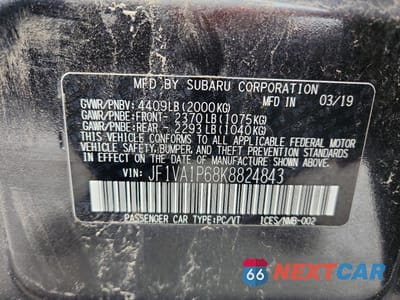 MFD BY SUBARU CORPORATION 03/19
GVWR/PNBV: 4409LB(2000KG)
GAWR/PNBE:FRONT- 2370LB(1075KG)
GAWR/PNBE:REAR - 2293LB(1040KG)
THIS VEHICLE CONFORMS TO ALL APPLICABLE FEDERAL MOTOR
VEHICLE SAFETY, BUMPER, AND THEFT PREVENTION STANDARDS
IN EFFECT ON THE DATE OF MANUFACTURE SHOWN ABOVE.
VIN: JF1VA1P68K8824843
PASSENGER CAR TYPE:PC/VT ICES/NMB-002
66 NEXTCAR